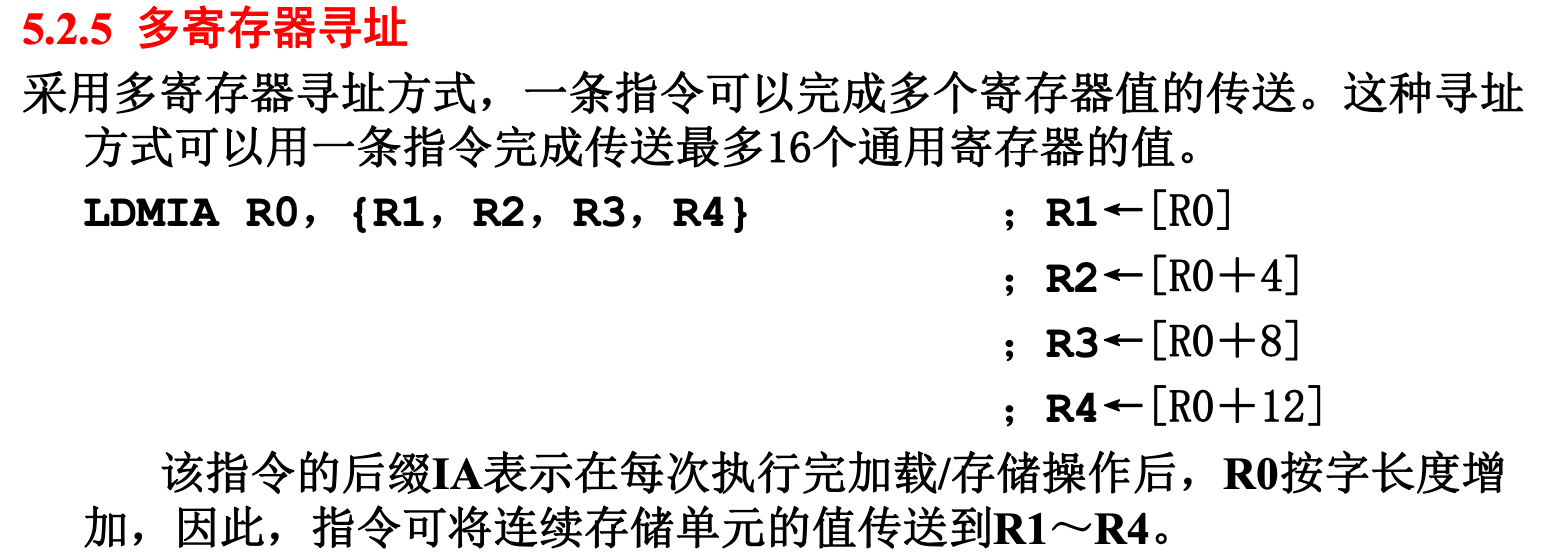 5.2.5 多寄存器寻址
采用多寄存器寻址方式，一条指令可以完成多个寄存器值的传送。这种寻址
方式可以用一条指令完成传送最多16个通用寄存器的值。
LDMIA R0，{R1，R2，R3，R4} ；R1←[R0]
；R2←[R0＋4]
；R3←[R0＋8]
；R4←[R0＋12]
该指令的后缀IA表示在每次执行完加载/存储操作后，R0按字长度增
加，因此，指令可将连续存储单元的值传送到R1～R4。